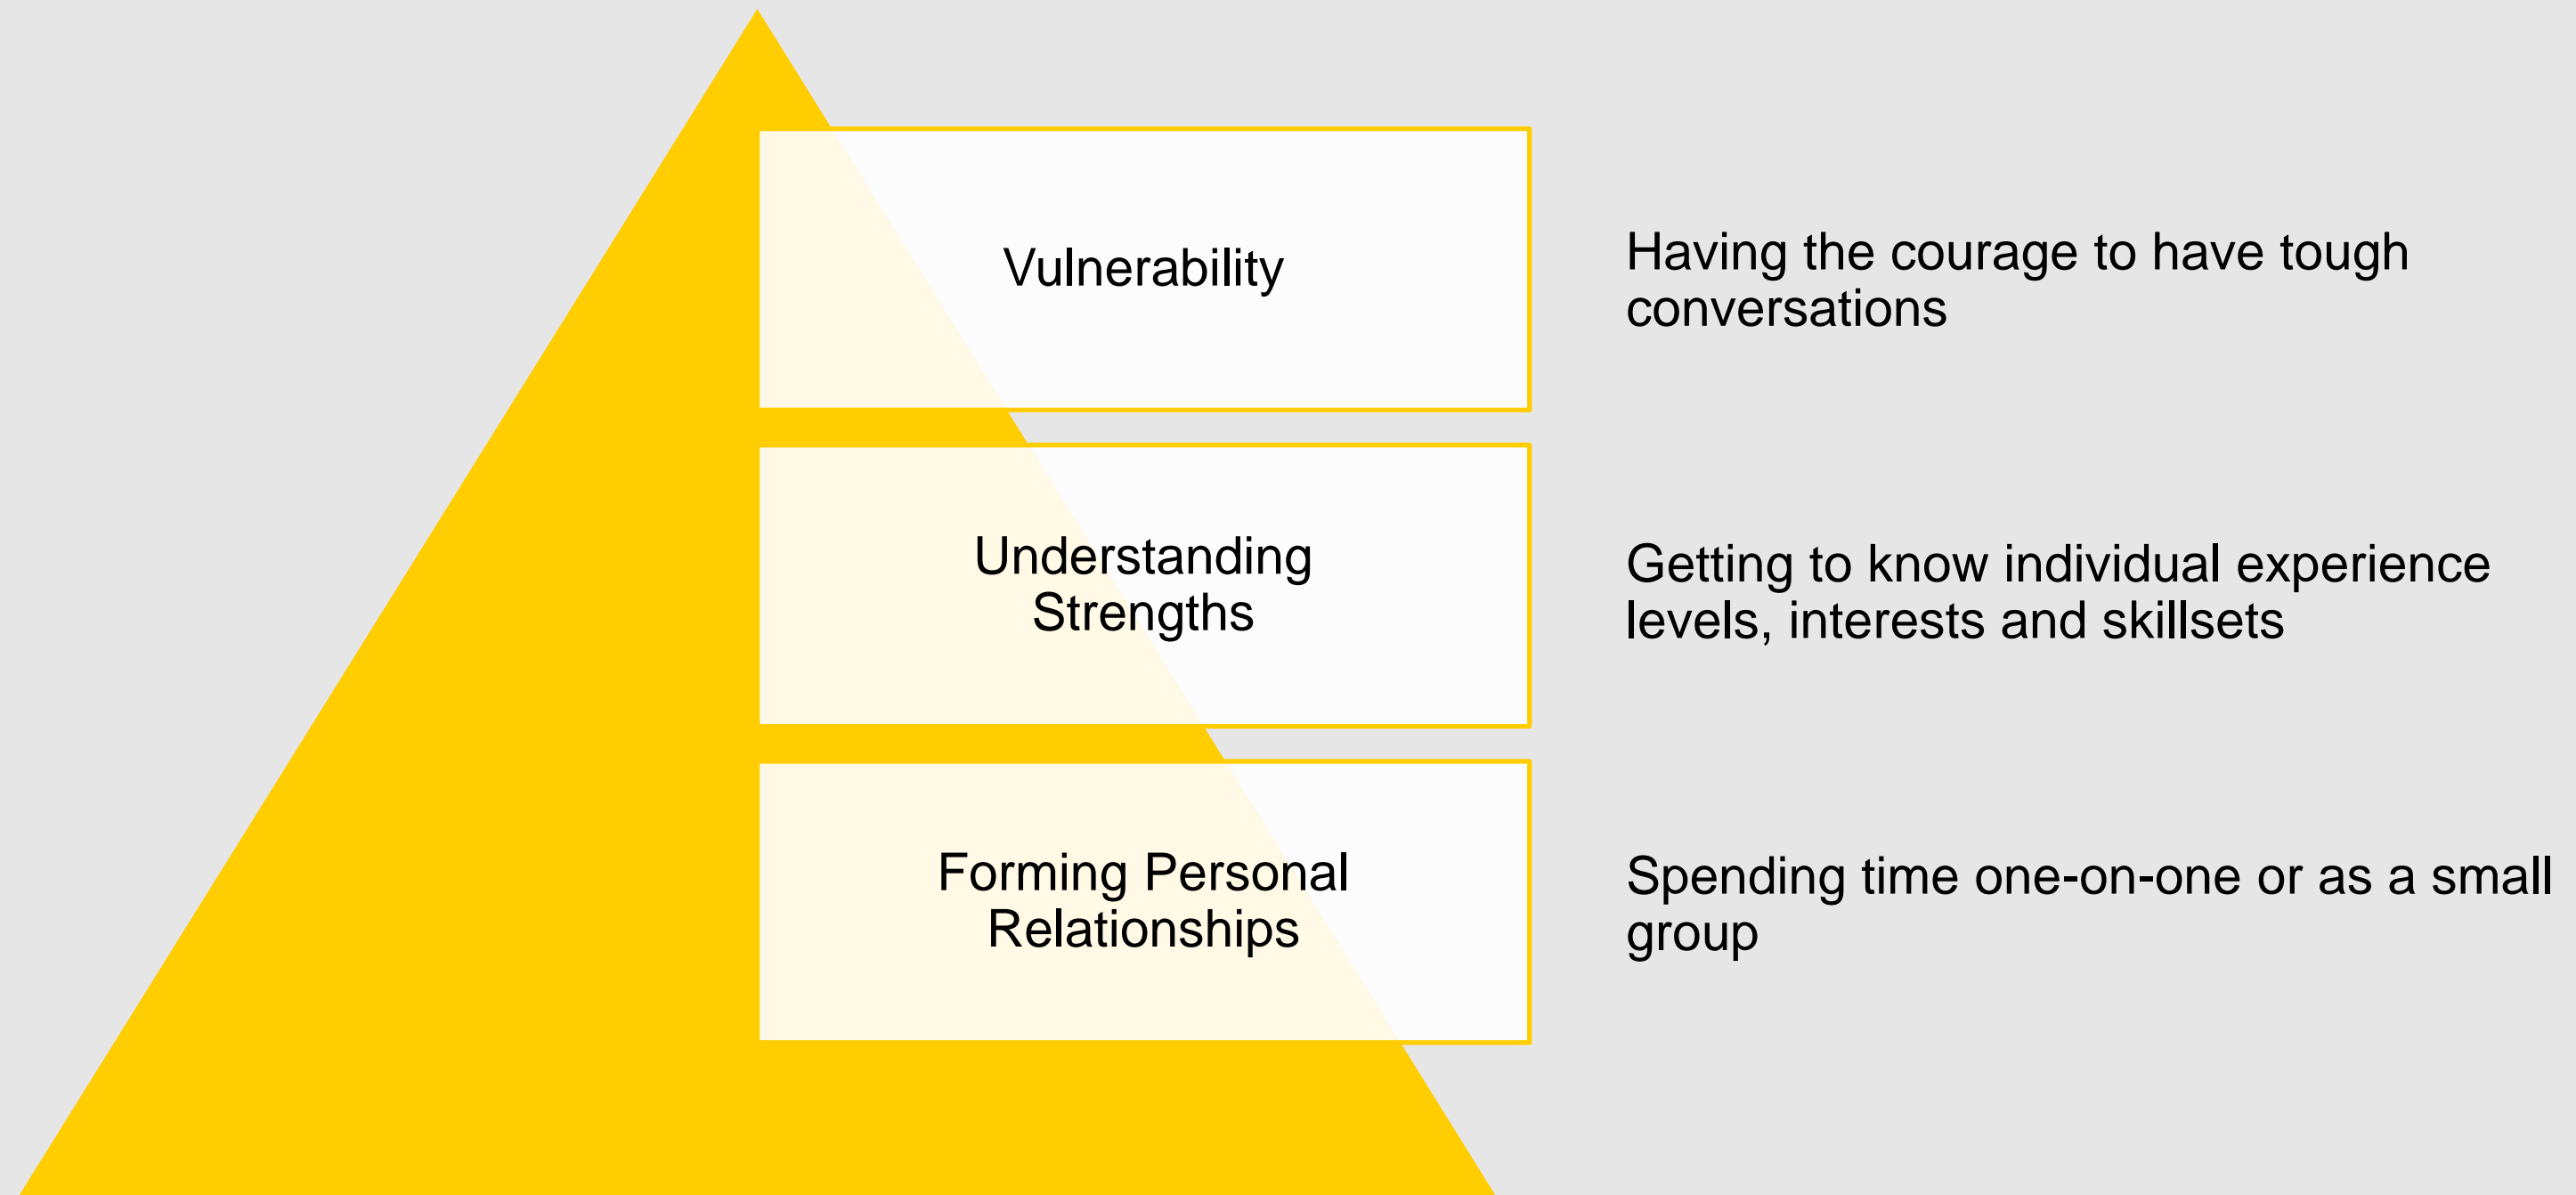 Vulnerability
Having the courage to have tough
conversations
Understanding
Strengths
Getting to know individual experience
levels, interests and skillsets
Forming Personal
Relationships
Spending time one-on-one or as a small
group